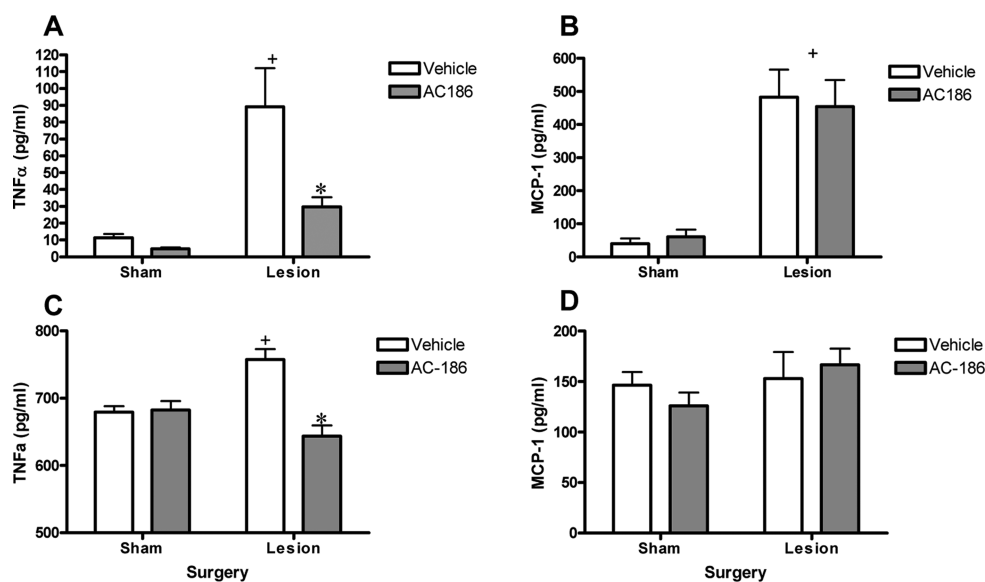 A
TNFα (pg/ml)
120
110
100
90
80
70
60
50
40
30
20
10
0
+
*
Sham Lesion
Vehicle
AC186
B
MCP-1 (pg/ml)
600
500
400
300
200
100
0
+
Sham Lesion
Vehicle
AC186
C
TNFa (pg/ml)
800
700
600
500
+
*
Sham Lesion
Surgery
Vehicle
AC-186
D
MCP-1 (pg/ml)
200
150
100
50
0
Sham Lesion
Surgery
Vehicle
AC-186